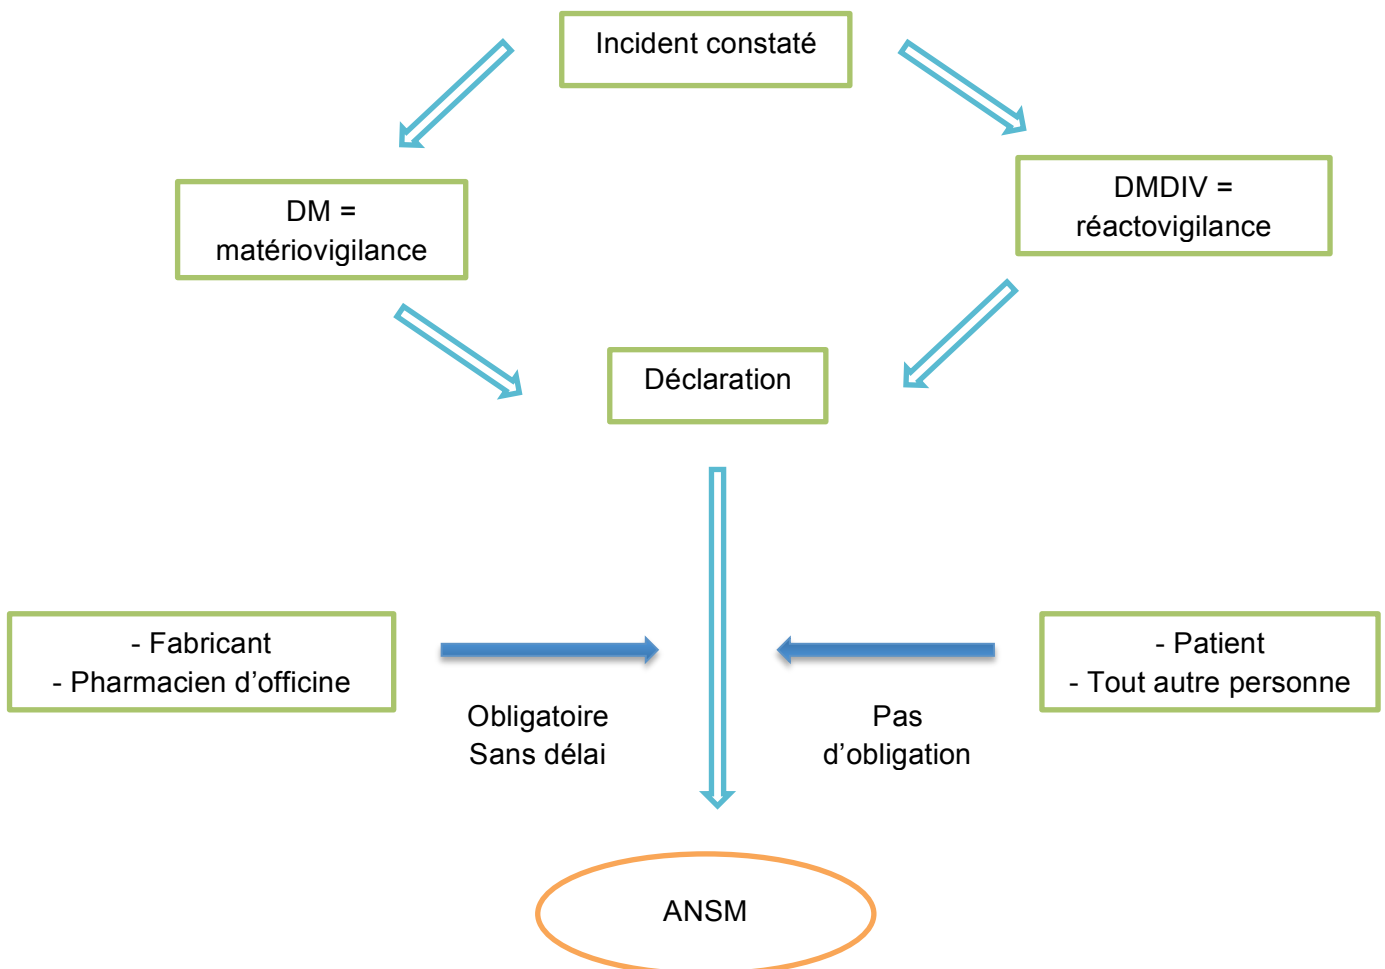 Incident constaté
DM =
matériovigilance
DMDIV =
réactovigilance
Déclaration
- Fabricant
- Pharmacien d’officine
Obligatoire
Sans délai
Pas
d’obligation
- Patient
- Tout autre personne
ANSM